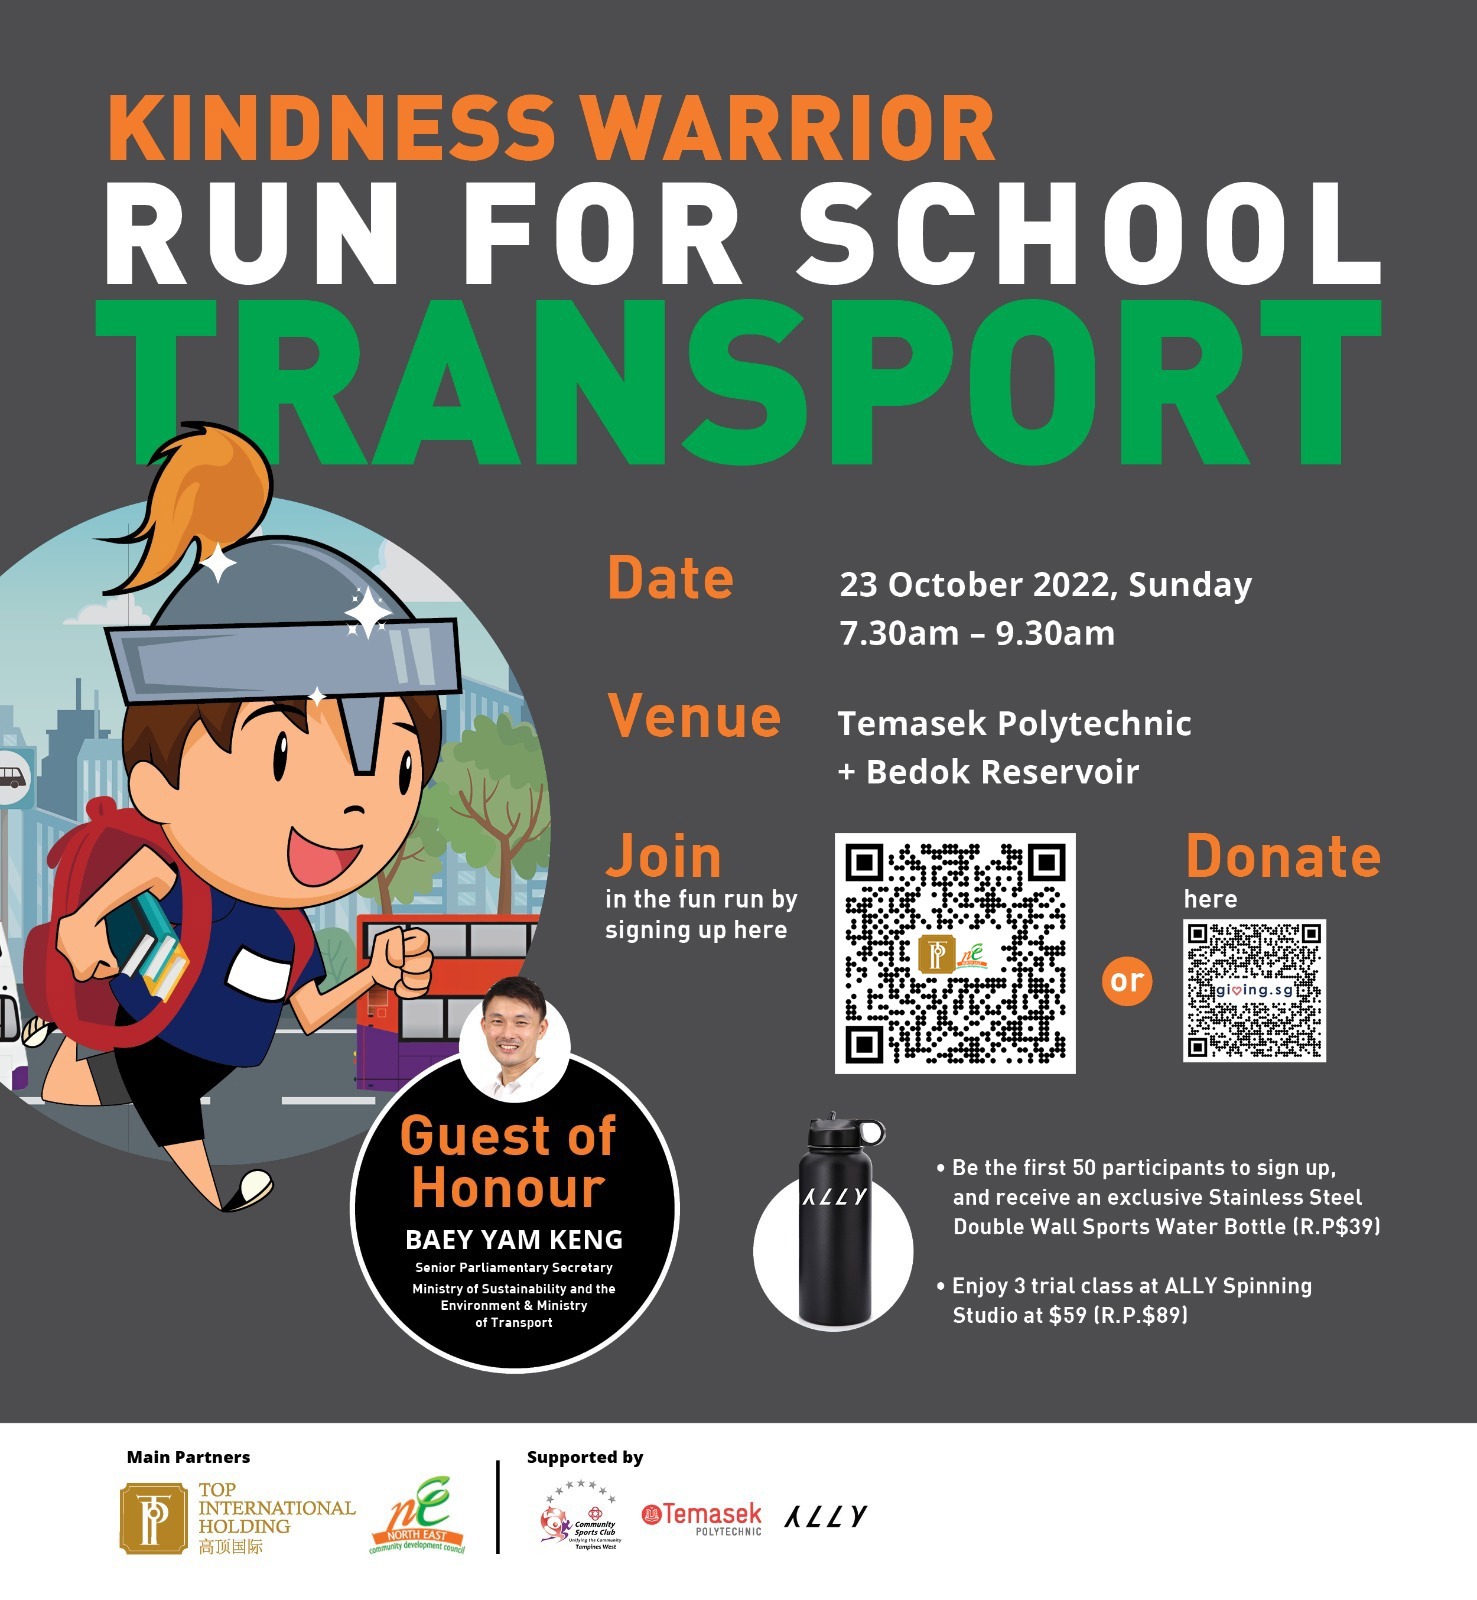 KINDNESS WARRIOR
RUN FOR SCHOOL
TRANSPORT
Date
23 October 2022, Sunday
7.30am – 9.30am
Venue
Temasek Polytechnic
+ Bedok Reservoir
Join
in the fun run by
signing up here
or
Donate
here
giving.sg
Guest of
Honour
BAEY YAM KENG
Senior Parliamentary Secretary
Ministry of Sustainability and the
Environment & Ministry
of Transport
ALLY
• Be the first 50 participants to sign up,
and receive an exclusive Stainless Steel
Double Wall Sports Water Bottle (R.P$39)
• Enjoy 3 trial class at ALLY Spinning
Studio at $59 (R.P.$89)
Main Partners
TOP
INTERNATIONAL
HOLDING
高顶国际
nE
NORTH EAST
community development council
Supported by
Community
Sports Club
Unifying the Community
Tampines West
Temasek
POLYTECHNIC
ALLY